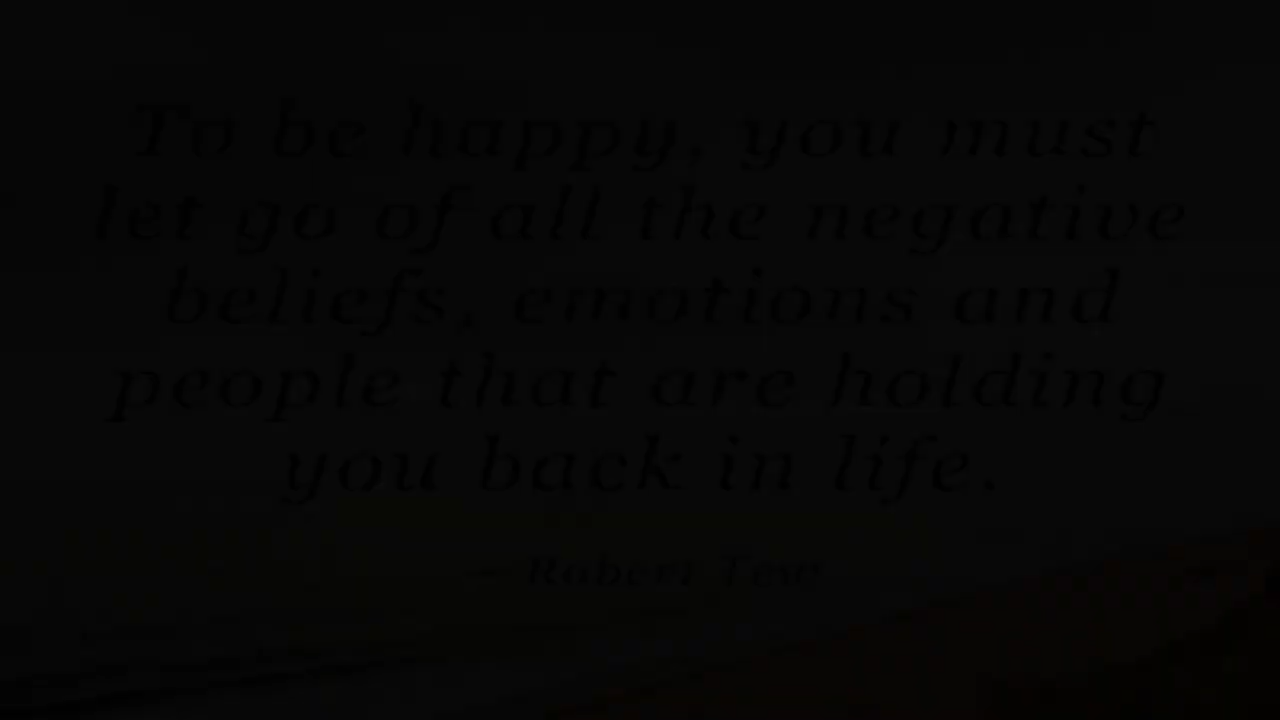 To be happy, you must
let go of all the negative
beliefs, emotions and
people that are holding
you back in life.
— Robert Tew